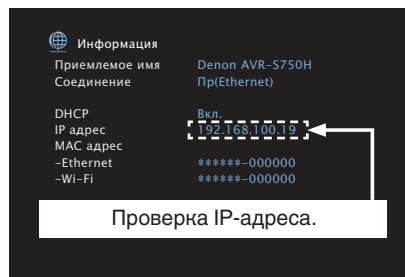 Информация
Приемлемое имя Denon AVR-S750H
Соединение Пр(Ethernet)
DHCP Вкл.
IP адрес 192.168.100.19
MAC адрес
-Ethernet ******-000000
-Wi-Fi ******-000000
Проверка IP-адреса.